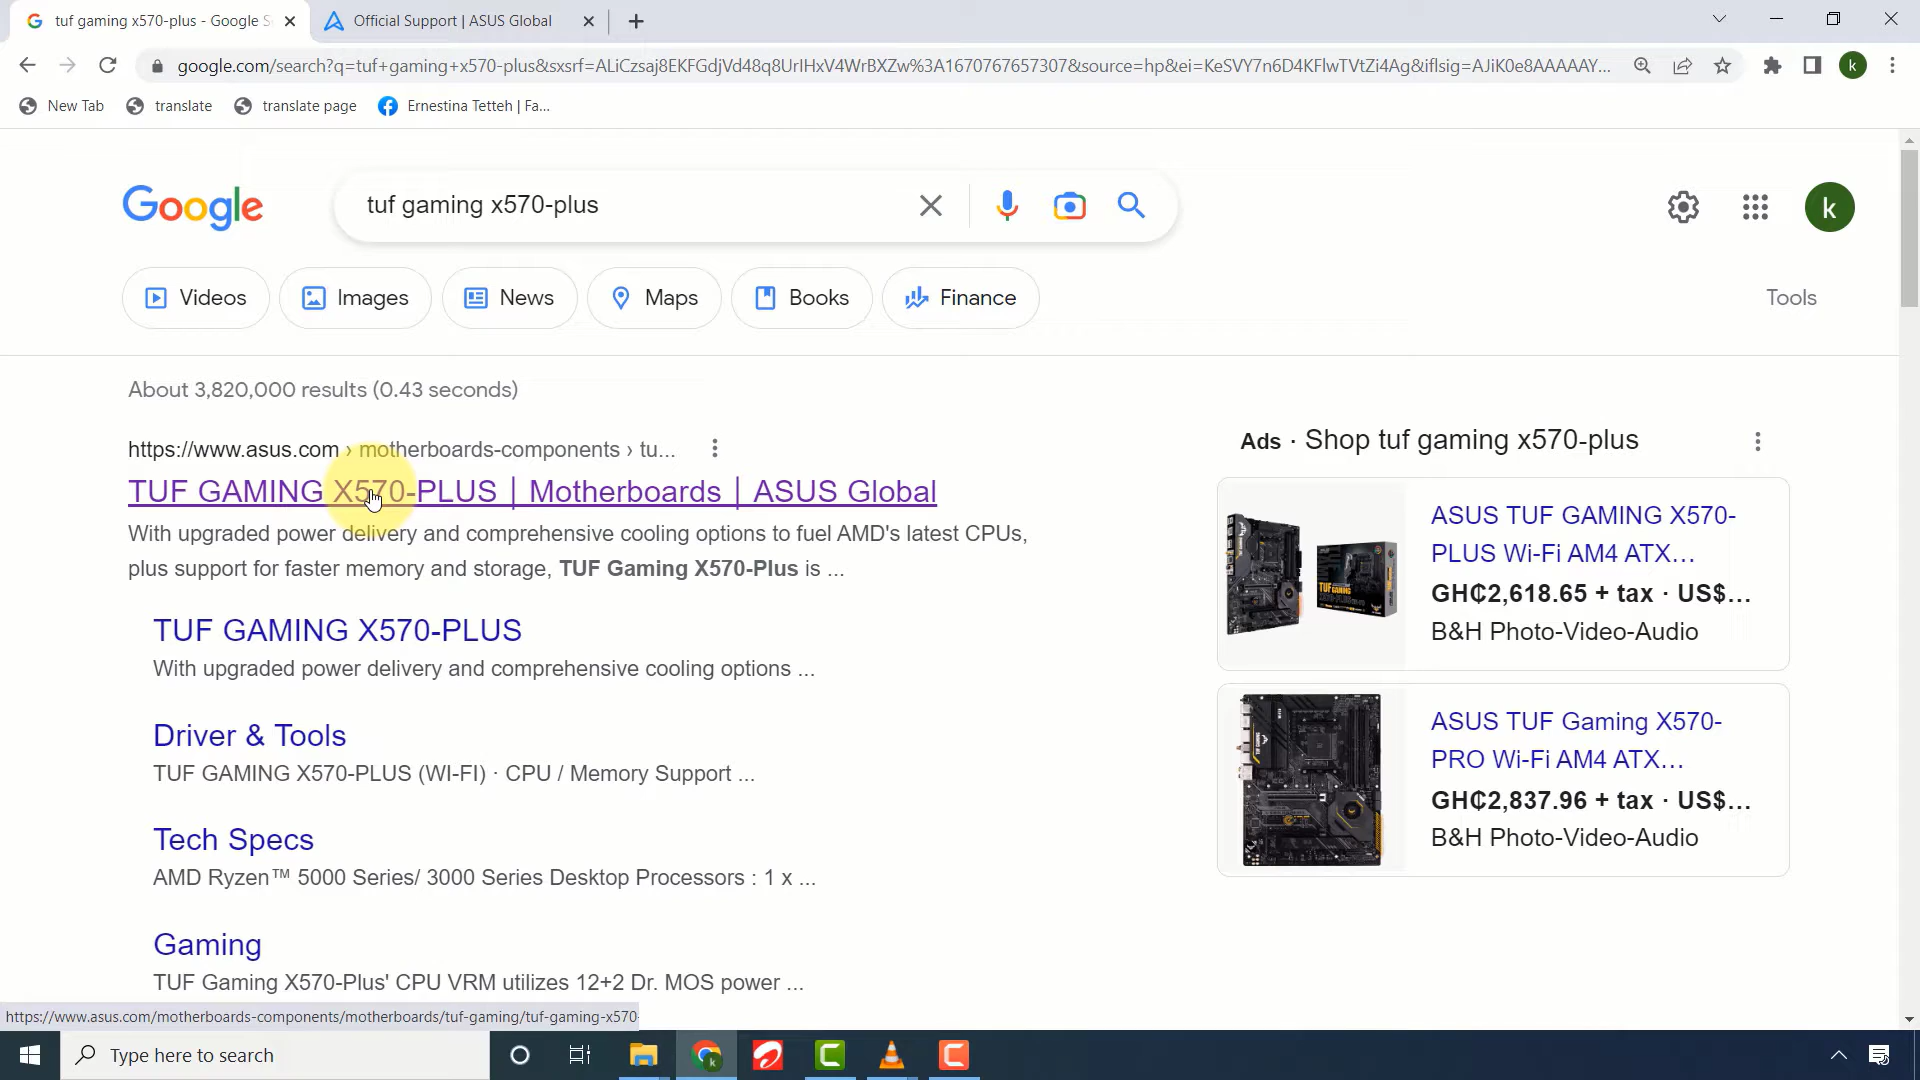 tuf gaming x570-plus - Google S
Official Support | ASUS Global
google.com/search?q=tuf+gaming+x570-plus&sxsrf=ALiCzsaj8EKFGdjVd48q8UrIHxV4WrBXZw%3A1670767657307&source=hp&ei=KeSVY7n6D4KFlwTVtZi4Ag&iflsig=AJiK0e8AAAAAY...
k
New Tab
translate
translate page
Ernestina Tetteh | Fa...
Google
tuf gaming x570-plus
k
Videos
Images
News
Maps
Books
Finance
Tools
About 3,820,000 results (0.43 seconds)
https://www.asus.com › motherboards-components › tu...
TUF GAMING X570-PLUS | Motherboards | ASUS Global
With upgraded power delivery and comprehensive cooling options to fuel AMD's latest CPUs,
plus support for faster memory and storage, TUF Gaming X570-Plus is ...
TUF GAMING X570-PLUS
With upgraded power delivery and comprehensive cooling options ...
Driver & Tools
TUF GAMING X570-PLUS (WI-FI) · CPU / Memory Support ...
Tech Specs
AMD Ryzen™ 5000 Series/ 3000 Series Desktop Processors : 1 x ...
Gaming
TUF Gaming X570-Plus' CPU VRM utilizes 12+2 Dr. MOS power ...
Ads · Shop tuf gaming x570-plus
ASUS TUF GAMING X570-
PLUS Wi-Fi AM4 ATX...
GH₵2,618.65 + tax · US$...
B&H Photo-Video-Audio
ASUS TUF Gaming X570-
PRO Wi-Fi AM4 ATX...
GH₵2,837.96 + tax · US$...
B&H Photo-Video-Audio
https://www.asus.com/motherboards-components/motherboards/tuf-gaming/tuf-gaming-x570-
Type here to search